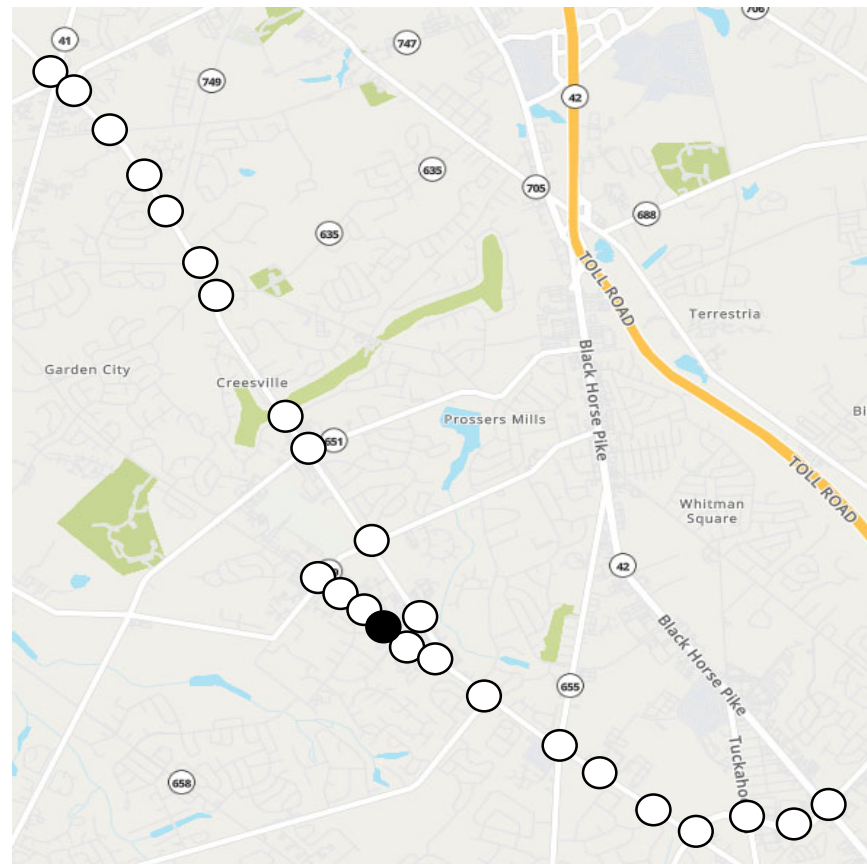 706
41
747
749
42
635
705
688
635
TOLL ROAD
Terrestria
Garden City
Creesville
Black Horse Pike
Prossers Mills
651
TOLL ROAD
Whitman
Square
42
Black Horse Pike
655
658